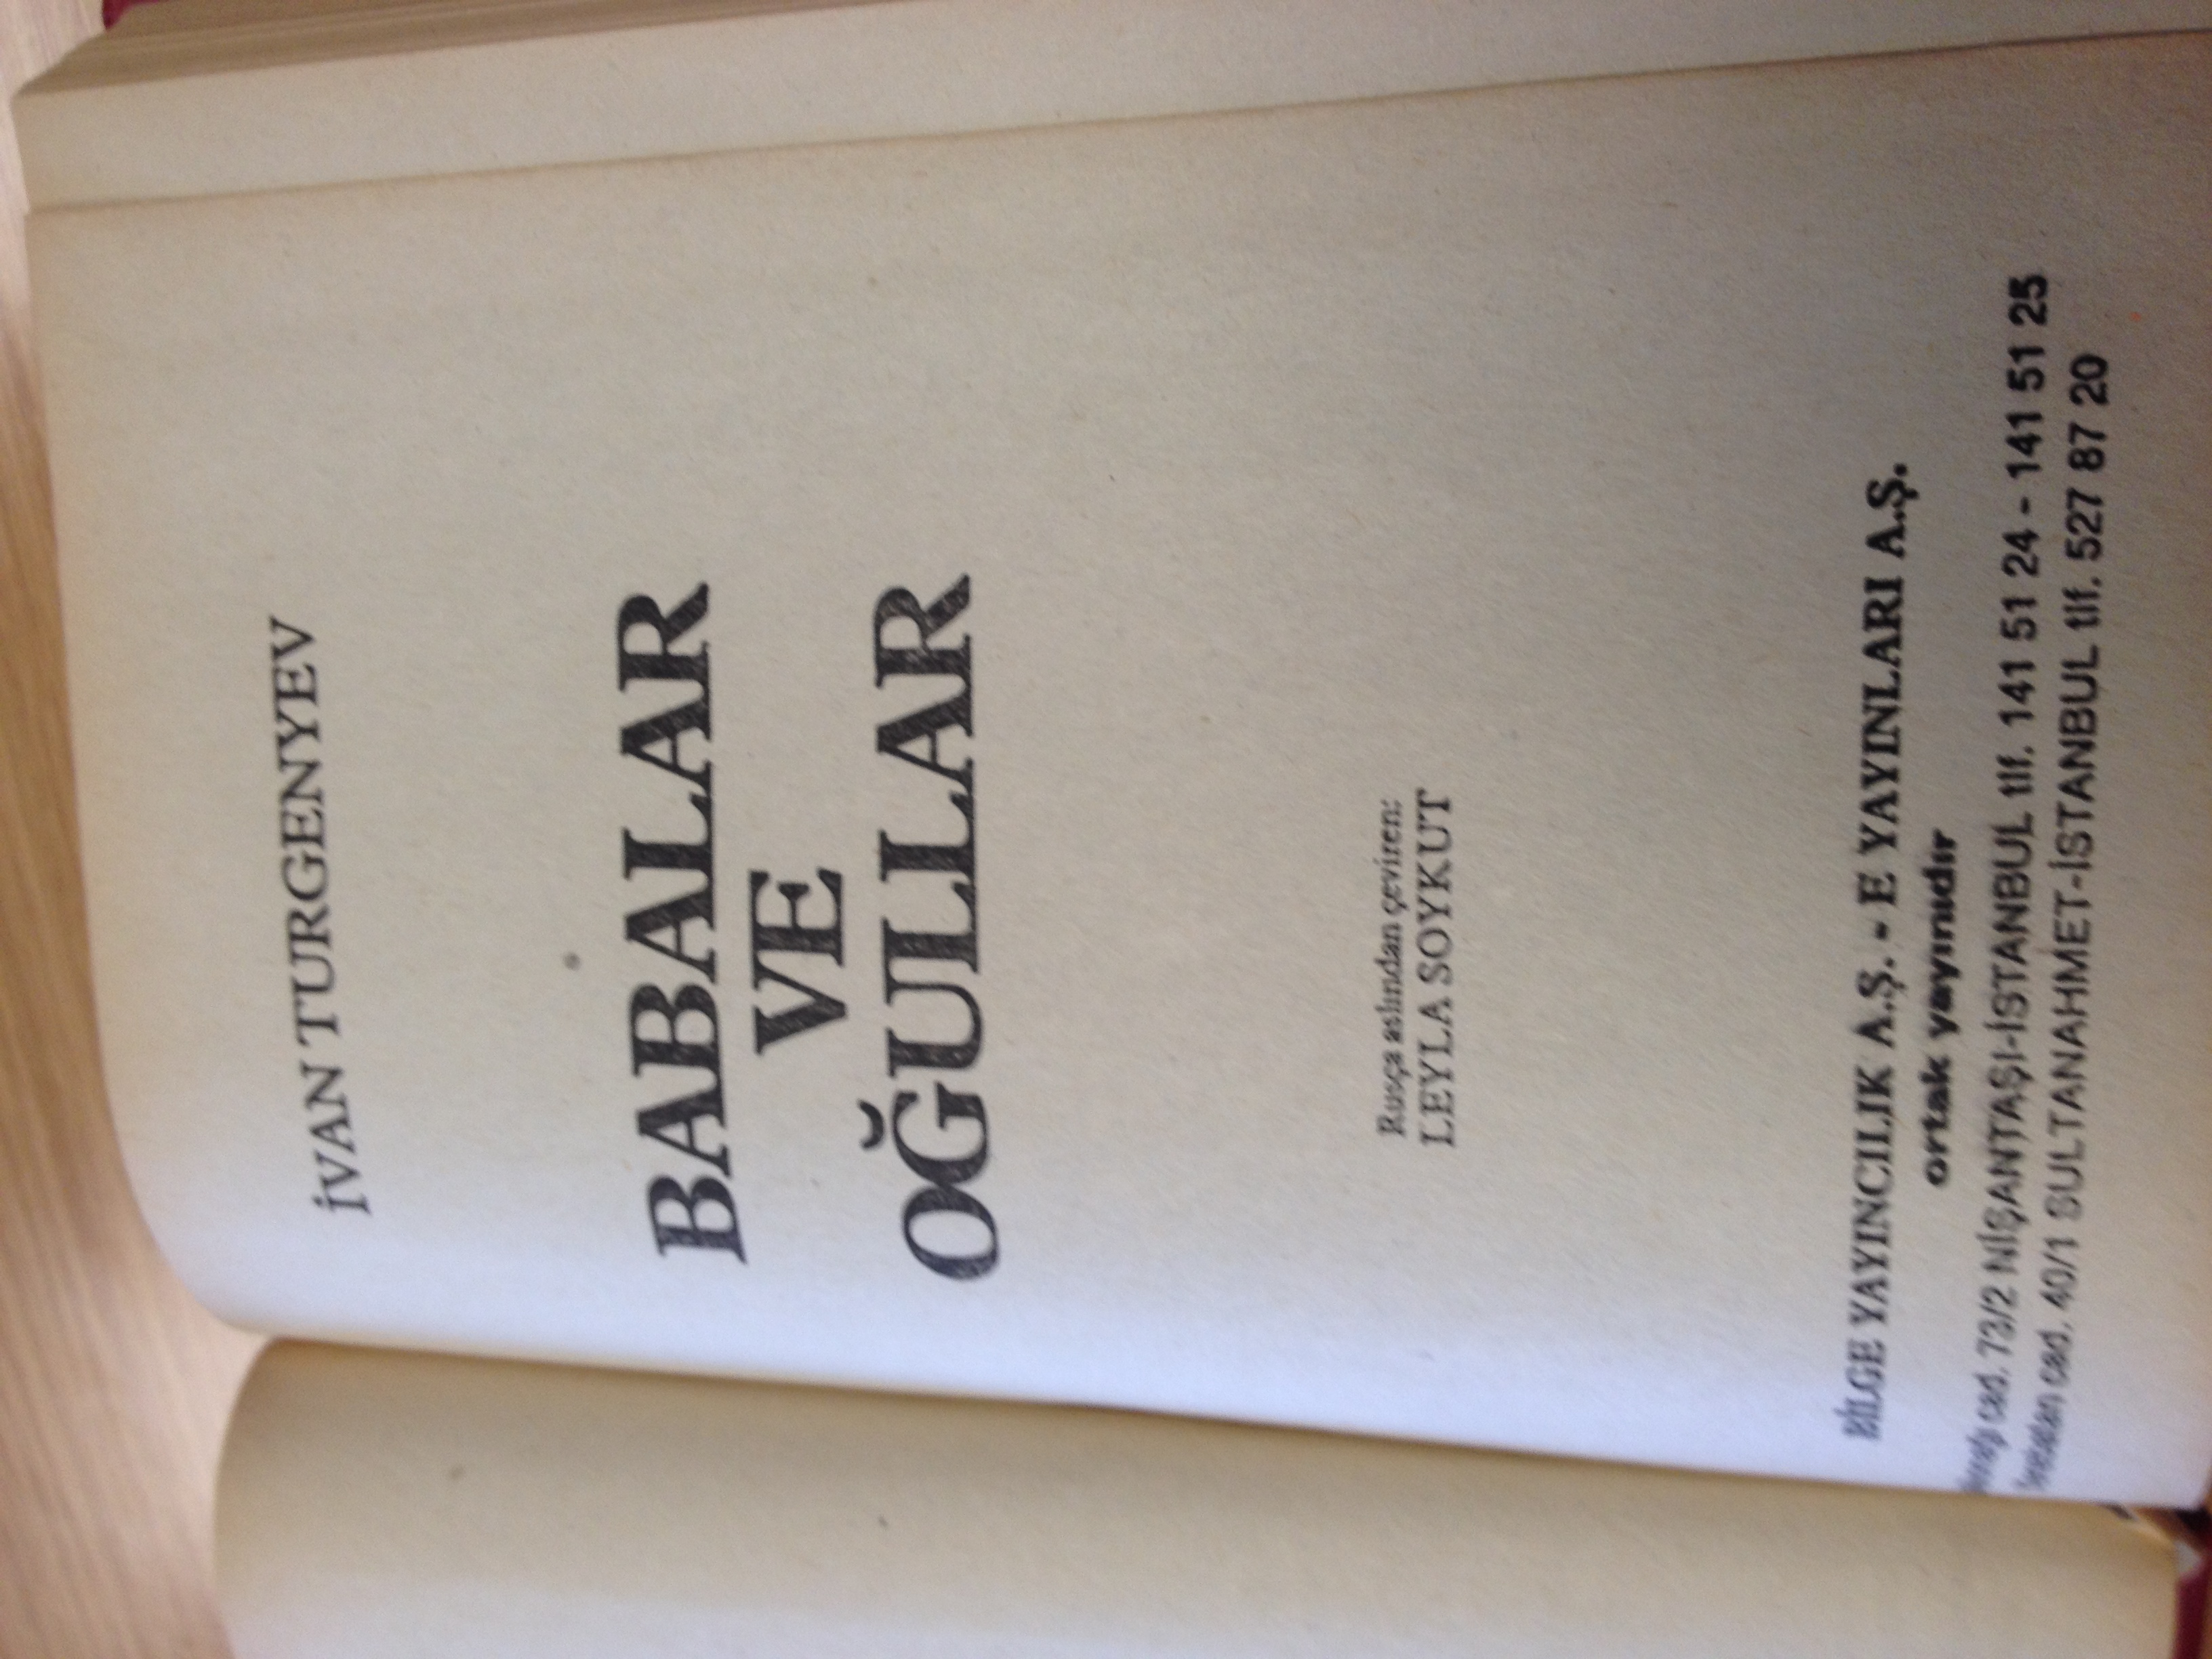 İVAN TURGENYEV
BABALAR
VE
OĞULLAR
Rusça aslından çeviren:
LEYLA SOYKUT
BİLGE YAYINCILIK A.Ş. - E YAYINLARI A.Ş.
ortak yayınıdır
cad. 73/2 NİŞANTAŞI-İSTANBUL tlf. 141 51 24 - 141 51 25
cad. 40/1 SULTANAHMET-İSTANBUL tlf. 527 87 20